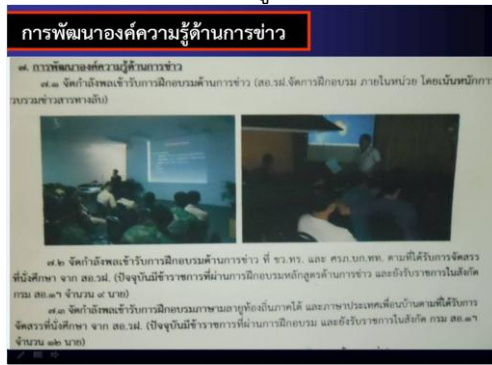 การพัฒนาองค์ความรู้ด้านการข่าว
๗. การพัฒนาองค์ความรู้ด้านการข่าว
๗.๑ จัดกำลังพลเข้ารับการฝึกอบรมด้านการข่าว (สอ.รฝ.จัดการฝึกอบรม ภายในหน่วย โดยเน้นหนักกา
วบรวมข่าวสารทางลับ)
๗.๒ จัดกำลังพลเข้ารับการฝึกอบรมด้านการข่าว ที่ ขว.ทร. และ ศรภ.บก.ทท. ตามที่ได้รับการจัดสรร
ที่นั่งศึกษา จาก สอ.รฝ. (ปัจจุบันมีข้าราชการที่ผ่านการฝึกอบรมหลักสูตรด้านการข่าว และยังรับราชการในสังกัด
กรม สอ.๑ฯ จำนวน ๙ นาย)
๗.๓ จัดกำลังพลเข้ารับการฝึกอบรมภาษามลายูท้องถิ่นภาคใต้ และภาษาประเทศเพื่อนบ้านตามที่ได้รับการ
จัดสรรที่นั่งศึกษา จาก สอ.รฝ. (ปัจจุบันมีข้าราชการที่ผ่านการฝึกอบรม และยังรับราชการในสังกัด กรม สอ.๑ฯ
จำนวน ๑๒ นาย)